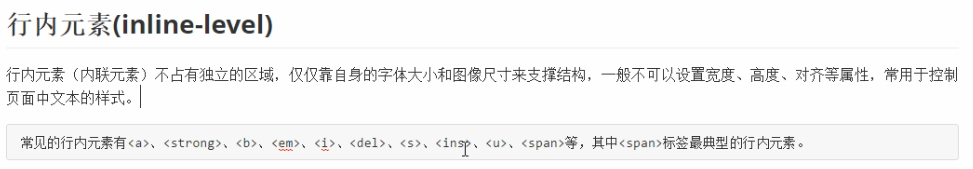 行内元素(inline-level)
行内元素（内联元素）不占有独立的区域，仅仅靠自身的字体大小和图像尺寸来支撑结构，一般不可以设置宽度、高度、对齐等属性，常用于控制
页面中文本的样式。
常见的行内元素有<a>、<strong>、<b>、<em>、<i>、<del>、<s>、<ins>、<u>、<span>等，其中<span>标签最典型的行内元素。